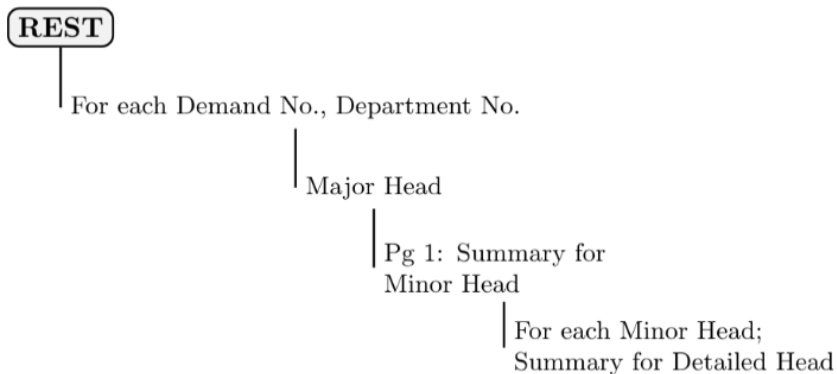 REST
For each Demand No., Department No.
Major Head
Pg 1: Summary for
Minor Head
For each Minor Head;
Summary for Detailed Head